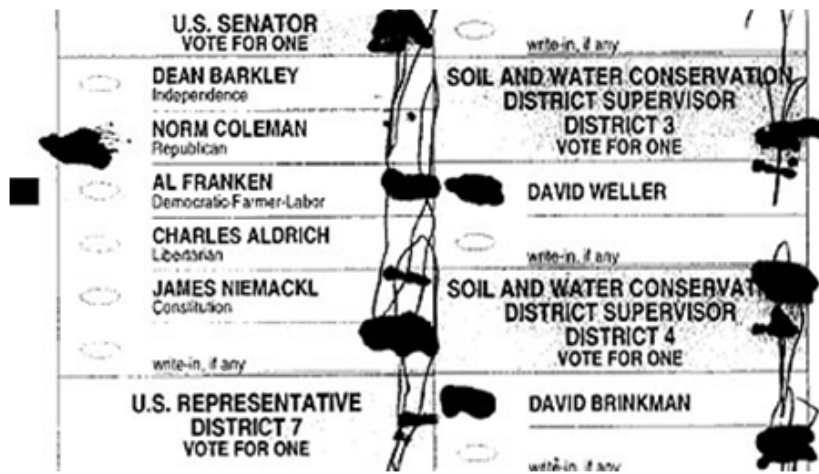 U.S. SENATOR
VOTE FOR ONE
DEAN BARKLEY
Independence
NORM COLEMAN
Republican
AL FRANKEN
Democratic-Farmer-Labor
CHARLES ALDRICH
Libertarian
JAMES NIEMACKL
Constitution
write-in, if any
U.S. REPRESENTATIVE
DISTRICT 7
VOTE FOR ONE
write-in, if any
SOIL AND WATER CONSERVATION
DISTRICT SUPERVISOR
DISTRICT 3
VOTE FOR ONE
DAVID WELLER
write-in, if any
SOIL AND WATER CONSERVAT
DISTRICT SUPERVISOR
DISTRICT 4
VOTE FOR ONE
DAVID BRINKMAN
write-in, if any